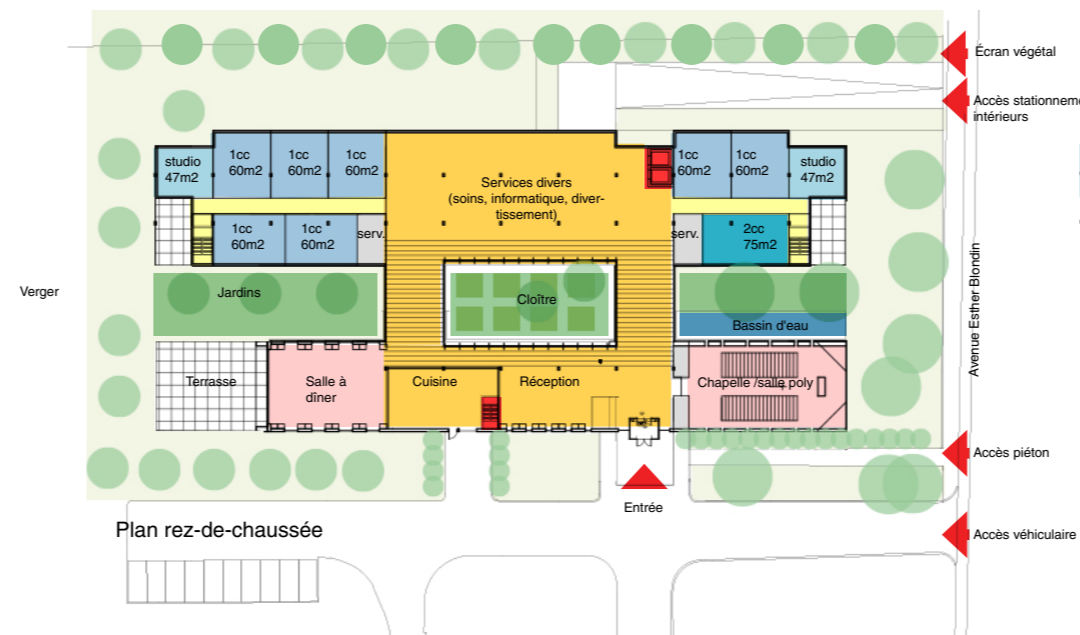 Écran végétal
Accès stationneme
intérieurs
studio
47m2
1cc
60m2
1cc
60m2
1cc
60m2
Services divers
(soins, informatique, diver-
tissement)
1cc
60m2
1cc
60m2
studio
47m2
1cc
60m2
1cc
60m2
serv.
serv.
2cc
75m2
Verger
Jardins
Cloître
Bassin d'eau
Avenue Esther Blondin
Terrasse
Salle à
dîner
Cuisine
Réception
Chapelle /salle poly
Accès piéton
Entrée
Plan rez-de-chaussée
Accès véhiculaire